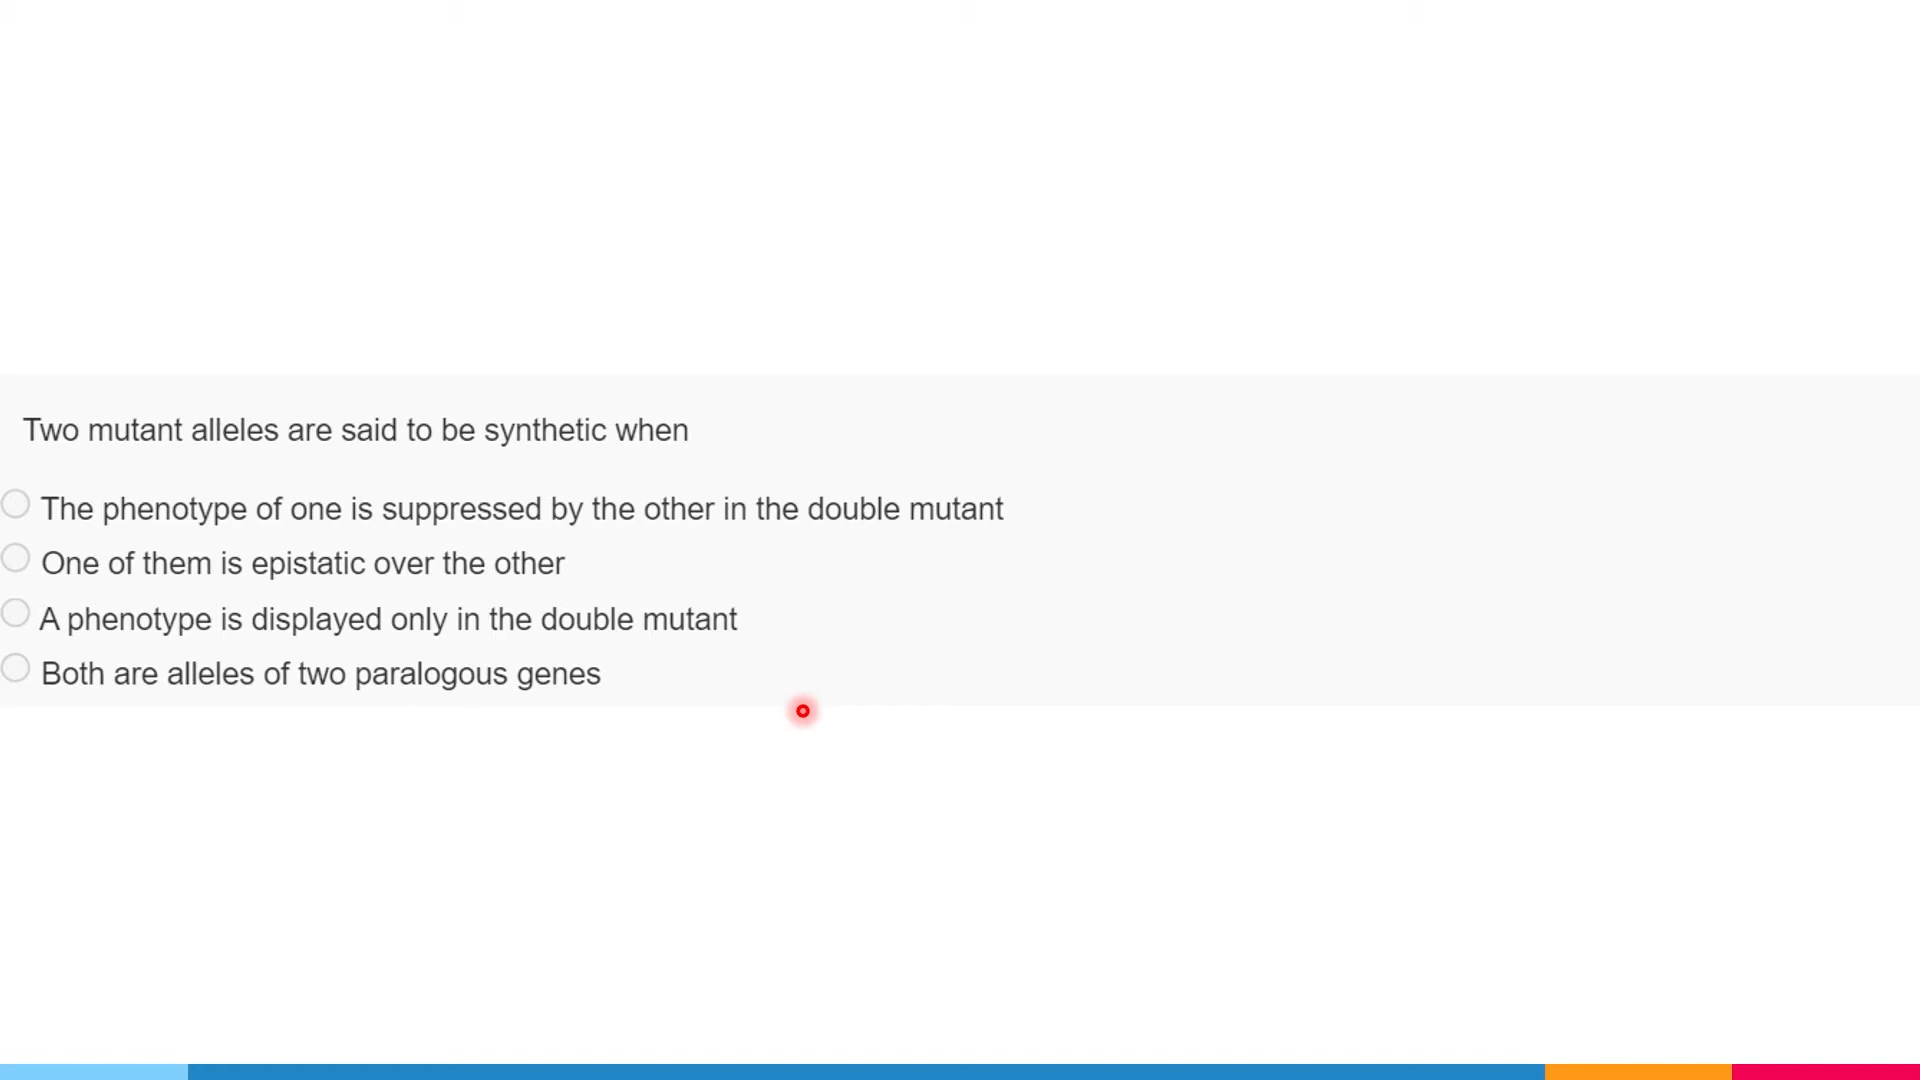 Two mutant alleles are said to be synthetic when
The phenotype of one is suppressed by the other in the double mutant
One of them is epistatic over the other
A phenotype is displayed only in the double mutant
Both are alleles of two paralogous genes